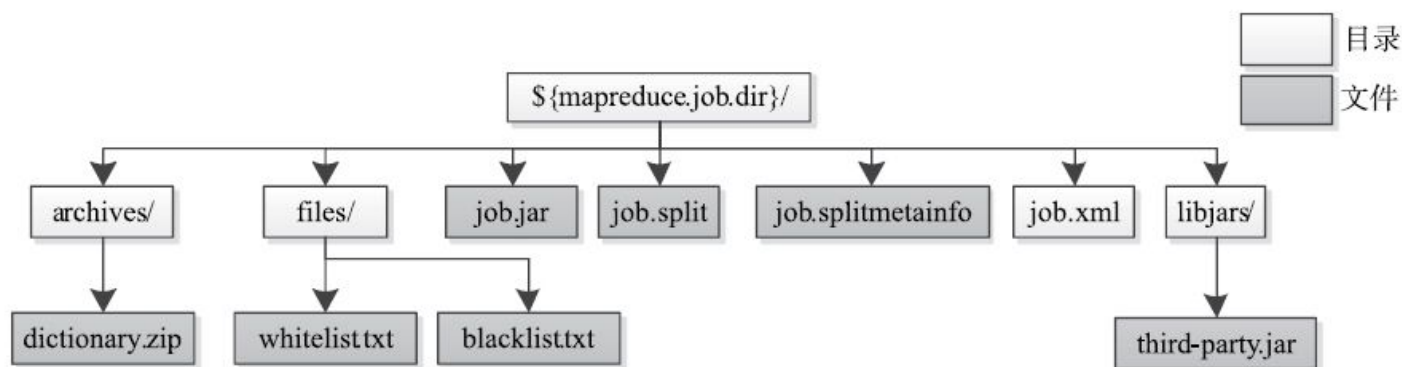 目录
${mapreduce.job.dir}/
文件
archives/
files/
job.jar
job.split
job.splitmetainfo
job.xml
libjars/
dictionary.zip
whitelist.txt
blacklist.txt
third-party.jar